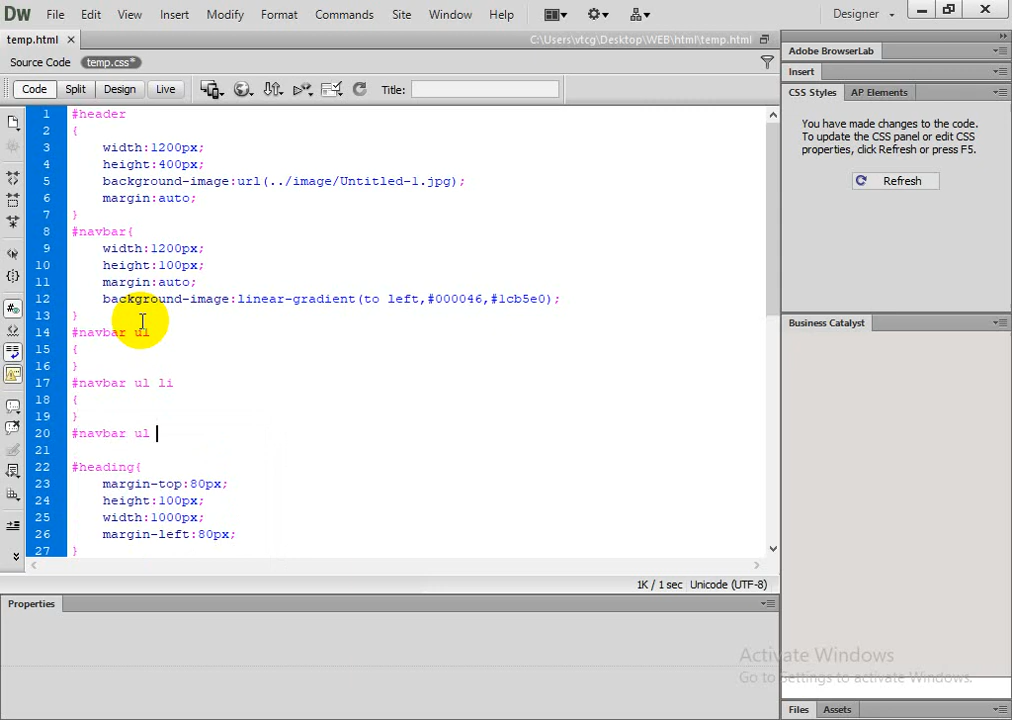 Dw File Edit View Insert Modify Format Commands Site Window Help Designer
temp.html C:\Users\vtcg\Desktop\WEB\html\temp.html
Source Code temp.css*
Code Split Design Live Title:
1 #header
2 {
3 width:1200px;
4 height:400px;
5 background-image:url(../image/Untitled-1.jpg);
6 margin:auto;
7 }
8 #navbar{
9 width:1200px;
10 height:100px;
11 margin:auto;
12 background-image:linear-gradient(to left,#000046,#1cb5e0);
13 }
14 #navbar ul
15 {
16 }
17 #navbar ul li
18 {
19 }
20 #navbar ul
21
22 #heading{
23 margin-top:80px;
24 height:100px;
25 width:1000px;
26 margin-left:80px;
27 }
1K / 1 sec Unicode (UTF-8)
Properties
Adobe BrowserLab
Insert
CSS Styles AP Elements
You have made changes to the code.
To update the CSS panel or edit CSS
properties, click Refresh or press F5.
Refresh
Business Catalyst
Activate Windows
Go to Settings to activate Windows.
Files Assets